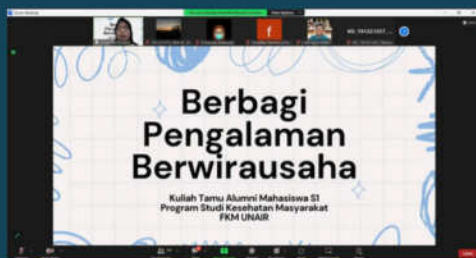 Berbagi
Pengalaman
Berwirausaha
Kuliah Tamu Alumni Mahasiswa S1
Program Studi Kesehatan Masyarakat
FKM UNAIR